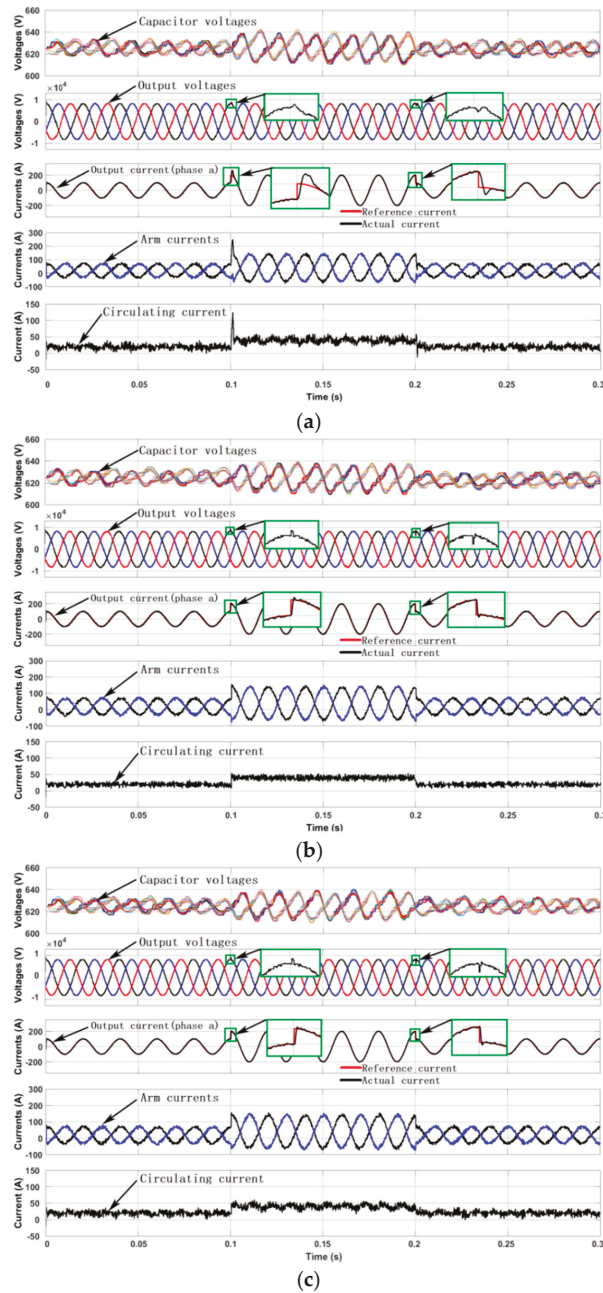 660
640
620
600
Voltages (V)
Capacitor voltages
×10⁴
1
0
-1
Voltages (V)
Output voltages
200
0
-200
Currents (A)
Output current(phase a)
Reference current
Actual current
300
200
100
0
-100
Currents (A)
Arm currents
150
100
50
0
-50
Current (A)
Circulating current
0 0.05 0.1 0.15 0.2 0.25 0.3
Time (s)
(a)
660
640
620
600
Voltages (V)
Capacitor voltages
×10⁴
1
0
-1
Voltages (V)
Output voltages
200
0
-200
Currents (A)
Output current(phase a)
Reference current
Actual current
300
200
100
0
-100
Currents (A)
Arm currents
150
100
50
0
-50
Current (A)
Circulating current
0 0.05 0.1 0.15 0.2 0.25 0.3
Time (s)
(b)
660
640
620
600
Voltages (V)
Capacitor voltages
×10⁴
1
0
-1
Voltages (V)
Output voltages
200
0
-200
Currents (A)
Output current(phase a)
Reference current
Actual current
300
200
100
0
-100
Currents (A)
Arm currents
150
100
50
0
-50
Current (A)
Circulating current
0 0.05 0.1 0.15 0.2 0.25 0.3
Time (s)
(c)